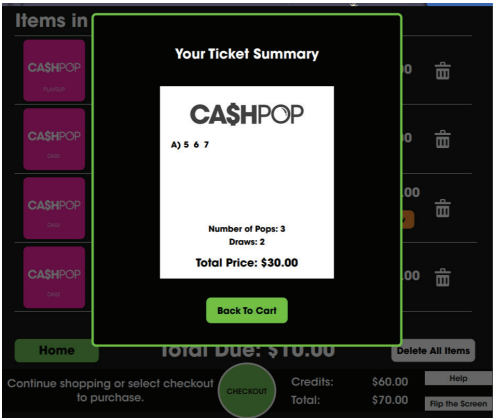 Items in
Your Ticket Summary
CA$HPOP
CA$HPOP
A) 5 6 7
CA$HPOP
CA$HPOP
CA$HPOP
Number of Pops: 3
Draws: 2
Total Price: $30.00
Back To Cart
Home
Total Due: $10.00
Delete All Items
Continue shopping or select checkout
to purchase.
CHECKOUT
Credits: $60.00
Total: $70.00
Help
Flip the Screen